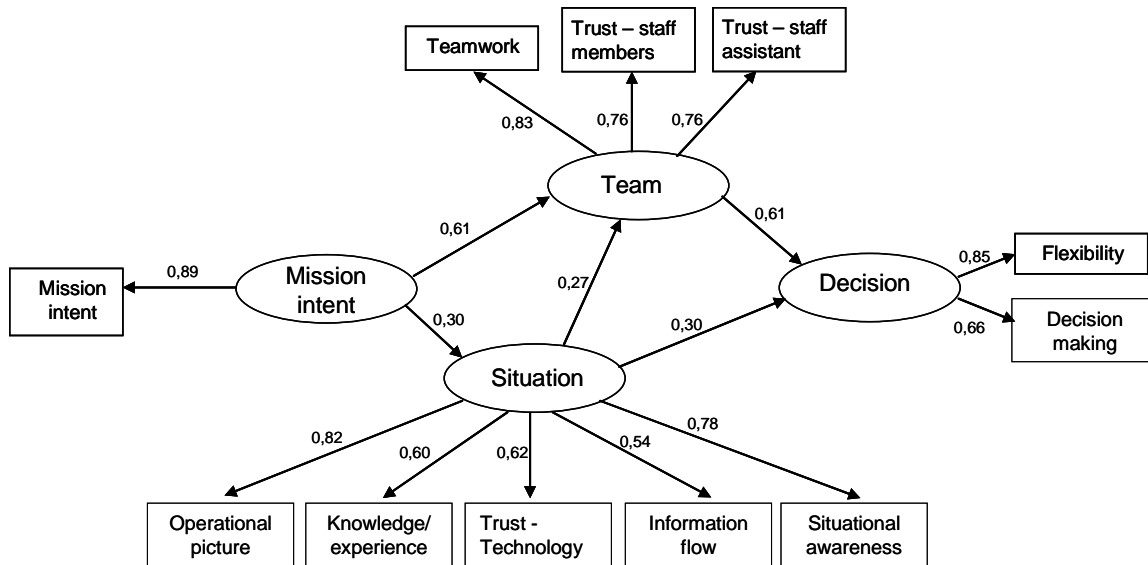 Teamwork
Trust – staff
members
Trust – staff
assistant
0,83
0,76
0,76
Team
0,61
0,61
Mission
intent
0,89
Mission
intent
0,27
Decision
0,85
Flexibility
0,66
Decision
making
0,30
0,30
Situation
0,82
0,60
0,62
0,54
0,78
Operational
picture
Knowledge/
experience
Trust -
Technology
Information
flow
Situational
awareness